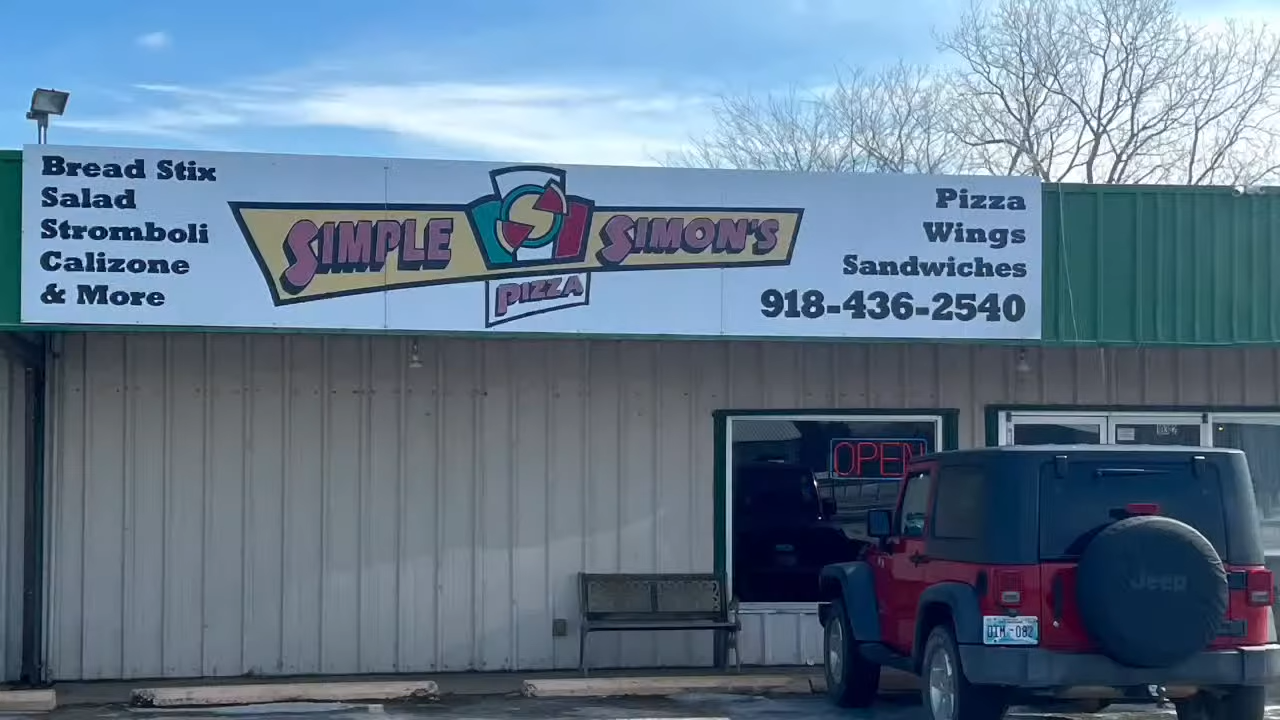 Bread Stix
Salad
Stromboli
Calizone
& More
SIMPLE SIMON'S
PIZZA
Pizza
Wings
Sandwiches
918-436-2540
OPEN
Jeep